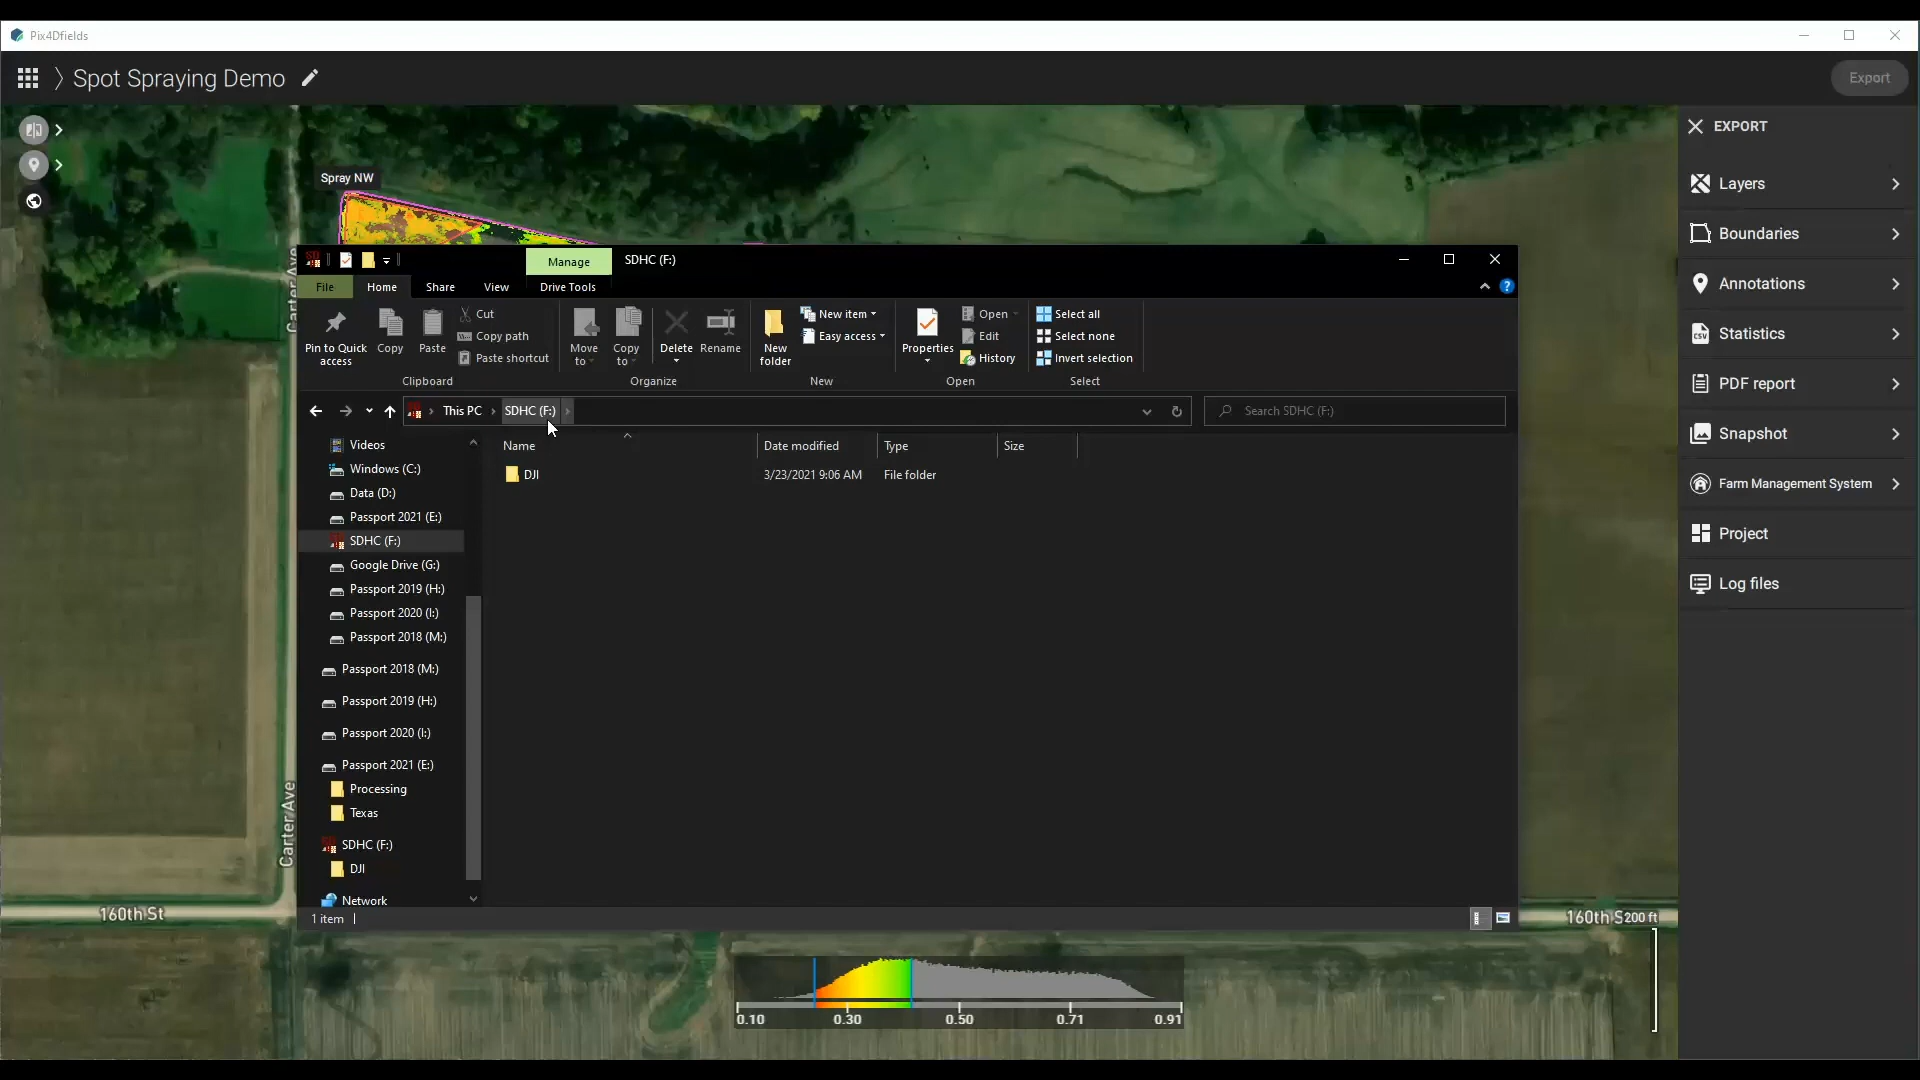 Pix4Dfields
Spot Spraying Demo
Export
EXPORT
Layers
Boundaries
Annotations
Statistics
PDF report
Snapshot
Farm Management System
Project
Log files
Spray NW
Carter Ave
Manage
SDHC (F:)
File
Home
Share
View
Drive Tools
Pin to Quick access
Copy
Paste
Cut
Copy path
Paste shortcut
Clipboard
Move to
Copy to
Delete
Rename
Organize
New folder
New item
Easy access
New
Properties
Open
Edit
History
Open
Select all
Select none
Invert selection
Select
This PC
SDHC (F:)
Search SDHC (F:)
Name
Date modified
Type
Size
DJI
3/23/2021 9:06 AM
File folder
Videos
Windows (C:)
Data (D:)
Passport 2021 (E:)
SDHC (F:)
Google Drive (G:)
Passport 2019 (H:)
Passport 2020 (I:)
Passport 2018 (M:)
Passport 2018 (M:)
Passport 2019 (H:)
Passport 2020 (I:)
Passport 2021 (E:)
Processing
Texas
SDHC (F:)
DJI
Network
1 item
Carter Ave
160th St
160th S
200 ft
0.10
0.30
0.50
0.71
0.91